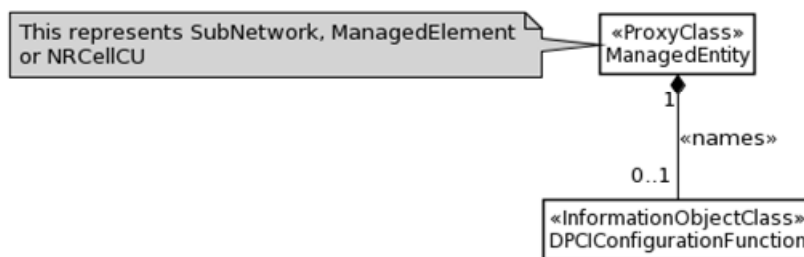 This represents SubNetwork, ManagedElement
or NRCellCU
«ProxyClass»
ManagedEntity
1
«names»
0..1
«InformationObjectClass»
DPCIConfigurationFunction